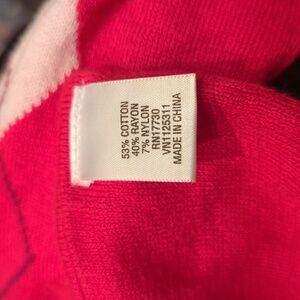 53% COTTON
40% RAYON
7% NYLON
RN17730
VN1125311
MADE IN CHINA